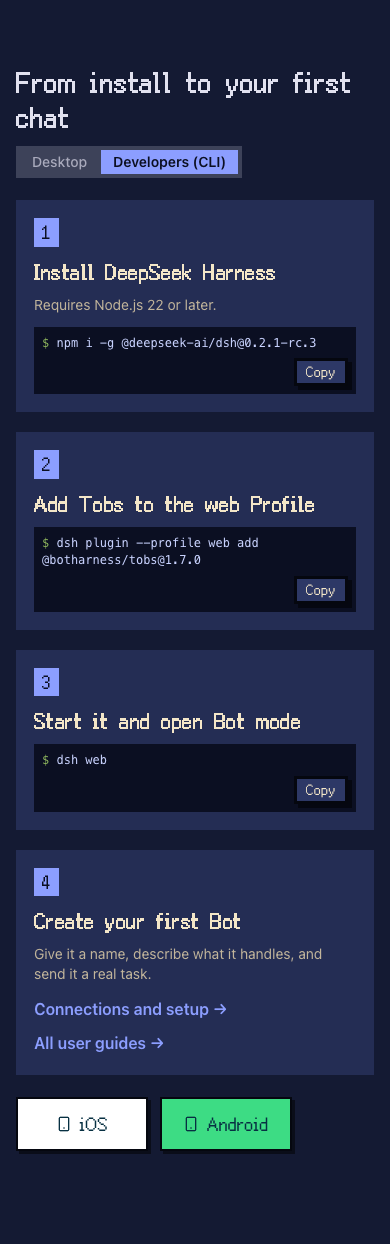 From install to your first
chat
Desktop
Developers (CLI)
1
Install DeepSeek Harness
Requires Node.js 22 or later.
$ npm i -g @deepseek-ai/dsh@0.2.1-rc.3
Copy
2
Add Tobs to the web Profile
$ dsh plugin --profile web add
@botharness/tobs@1.7.0
Copy
3
Start it and open Bot mode
$ dsh web
Copy
4
Create your first Bot
Give it a name, describe what it handles, and
send it a real task.
Connections and setup →
All user guides →
iOS
Android